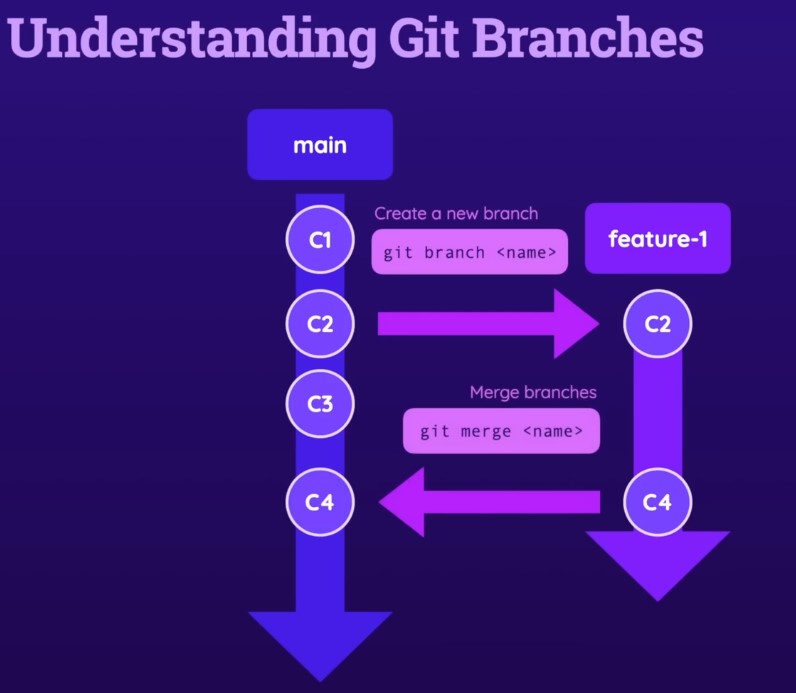 Understanding Git Branches
main
C1
Create a new branch
git branch <name>
feature-1
C2
C2
C3
Merge branches
git merge <name>
C4
C4